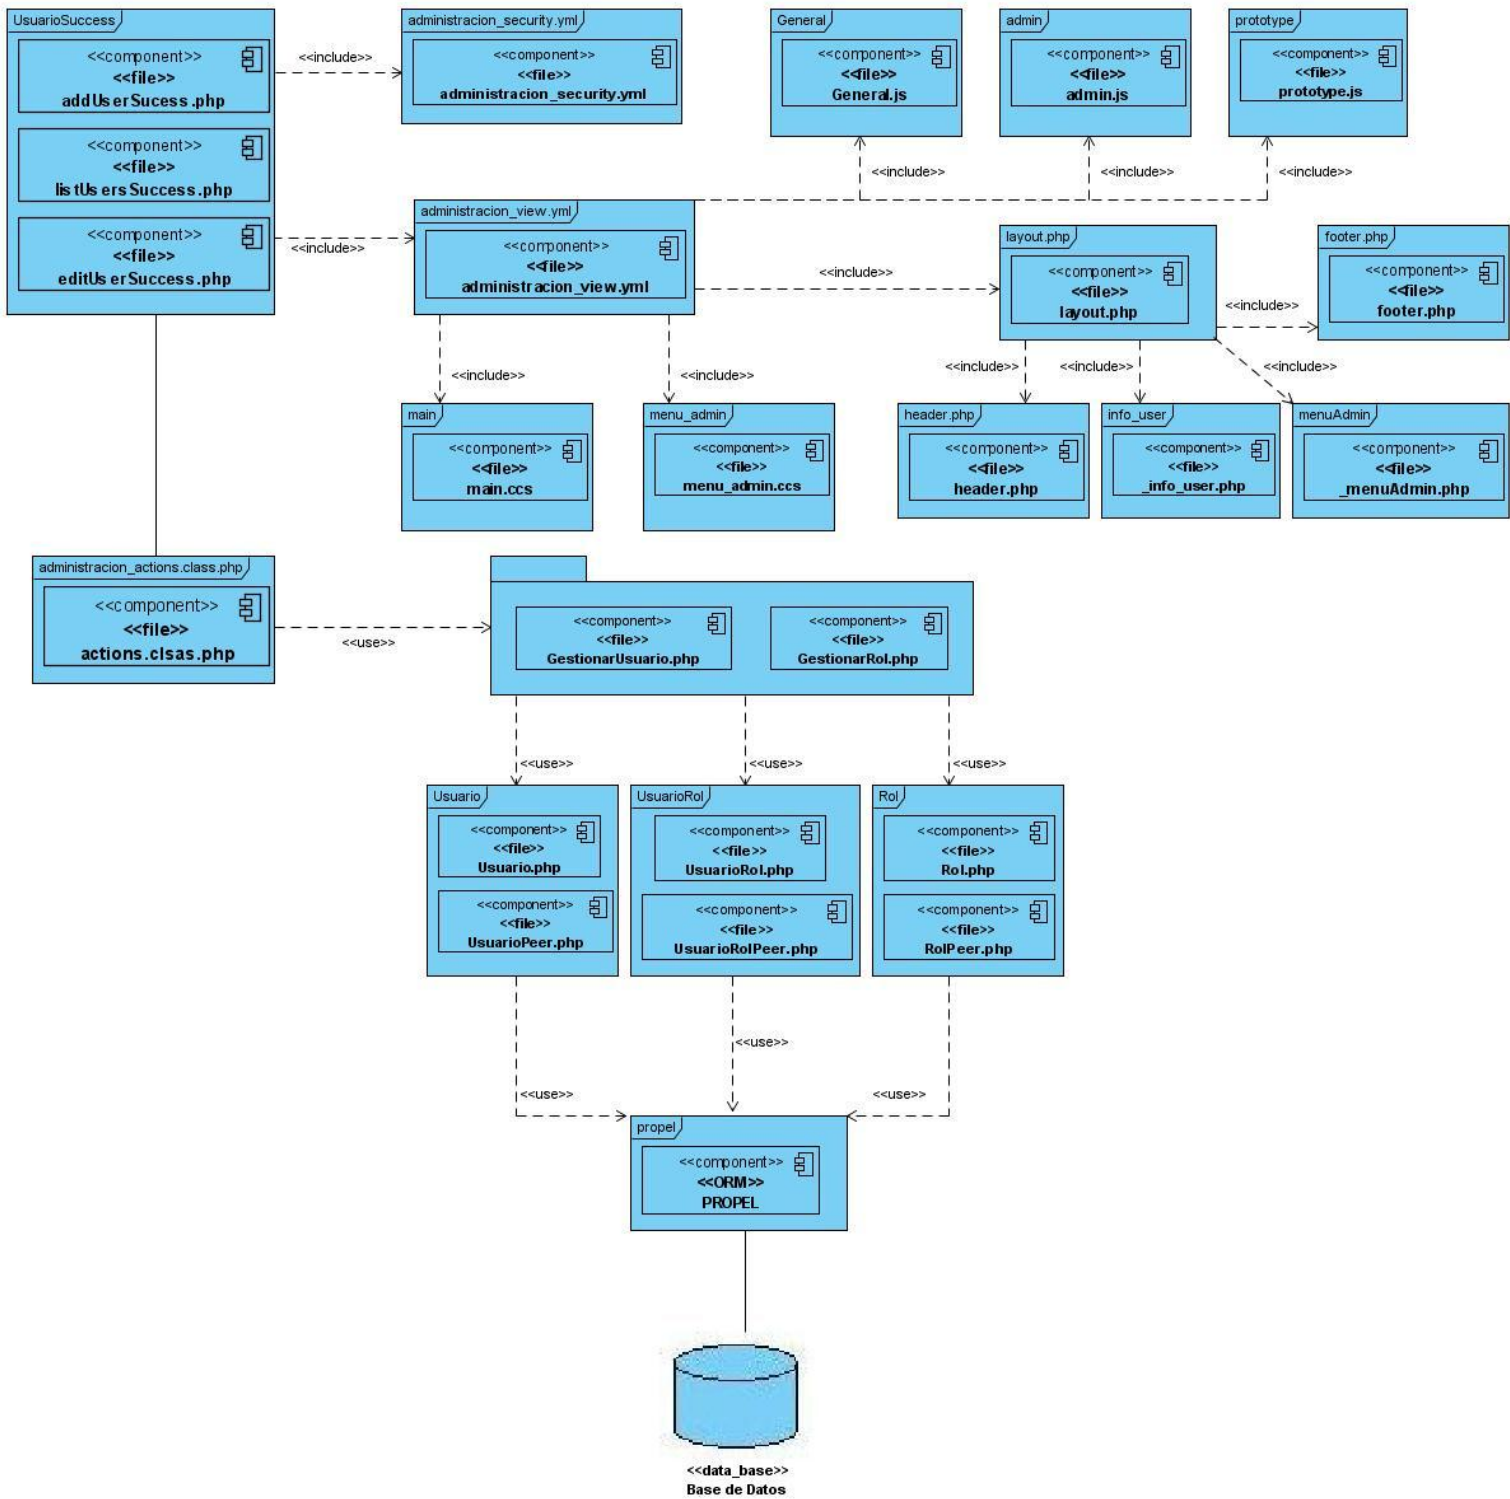 UsuarioSuccess
<<component>>
<<file>>
addUserSucess.php
<<component>>
<<file>>
listUsersSuccess.php
<<component>>
<<file>>
editUserSuccess.php
<<include>>
administracion_security.yml
<<component>>
<<file>>
administracion_security.yml
General
<<component>>
<<file>>
General.js
admin
<<component>>
<<file>>
admin.js
prototype
<<component>>
<<file>>
prototype.js
<<include>>
<<include>>
<<include>>
<<include>>
administracion_view.yml
<<component>>
<<file>>
administracion_view.yml
<<include>>
layout.php
<<component>>
<<file>>
layout.php
<<include>>
footer.php
<<component>>
<<file>>
footer.php
<<include>>
<<include>>
<<include>>
<<include>>
<<include>>
main
<<component>>
<<file>>
main.ccs
menu_admin
<<component>>
<<file>>
menu_admin.ccs
header.php
<<component>>
<<file>>
header.php
info_user
<<component>>
<<file>>
_info_user.php
menuAdmin
<<component>>
<<file>>
_menuAdmin.php
administracion_actions.class.php
<<component>>
<<file>>
actions.clsas.php
<<use>>
<<component>>
<<file>>
GestionarUsuario.php
<<component>>
<<file>>
GestionarRol.php
<<use>>
<<use>>
<<use>>
Usuario
<<component>>
<<file>>
Usuario.php
<<component>>
<<file>>
UsuarioPeer.php
UsuarioRol
<<component>>
<<file>>
UsuarioRol.php
<<component>>
<<file>>
UsuarioRolPeer.php
Rol
<<component>>
<<file>>
Rol.php
<<component>>
<<file>>
RolPeer.php
<<use>>
<<use>>
<<use>>
propel
<<component>>
<<ORM>>
PROPEL
<<data_base>>
Base de Datos